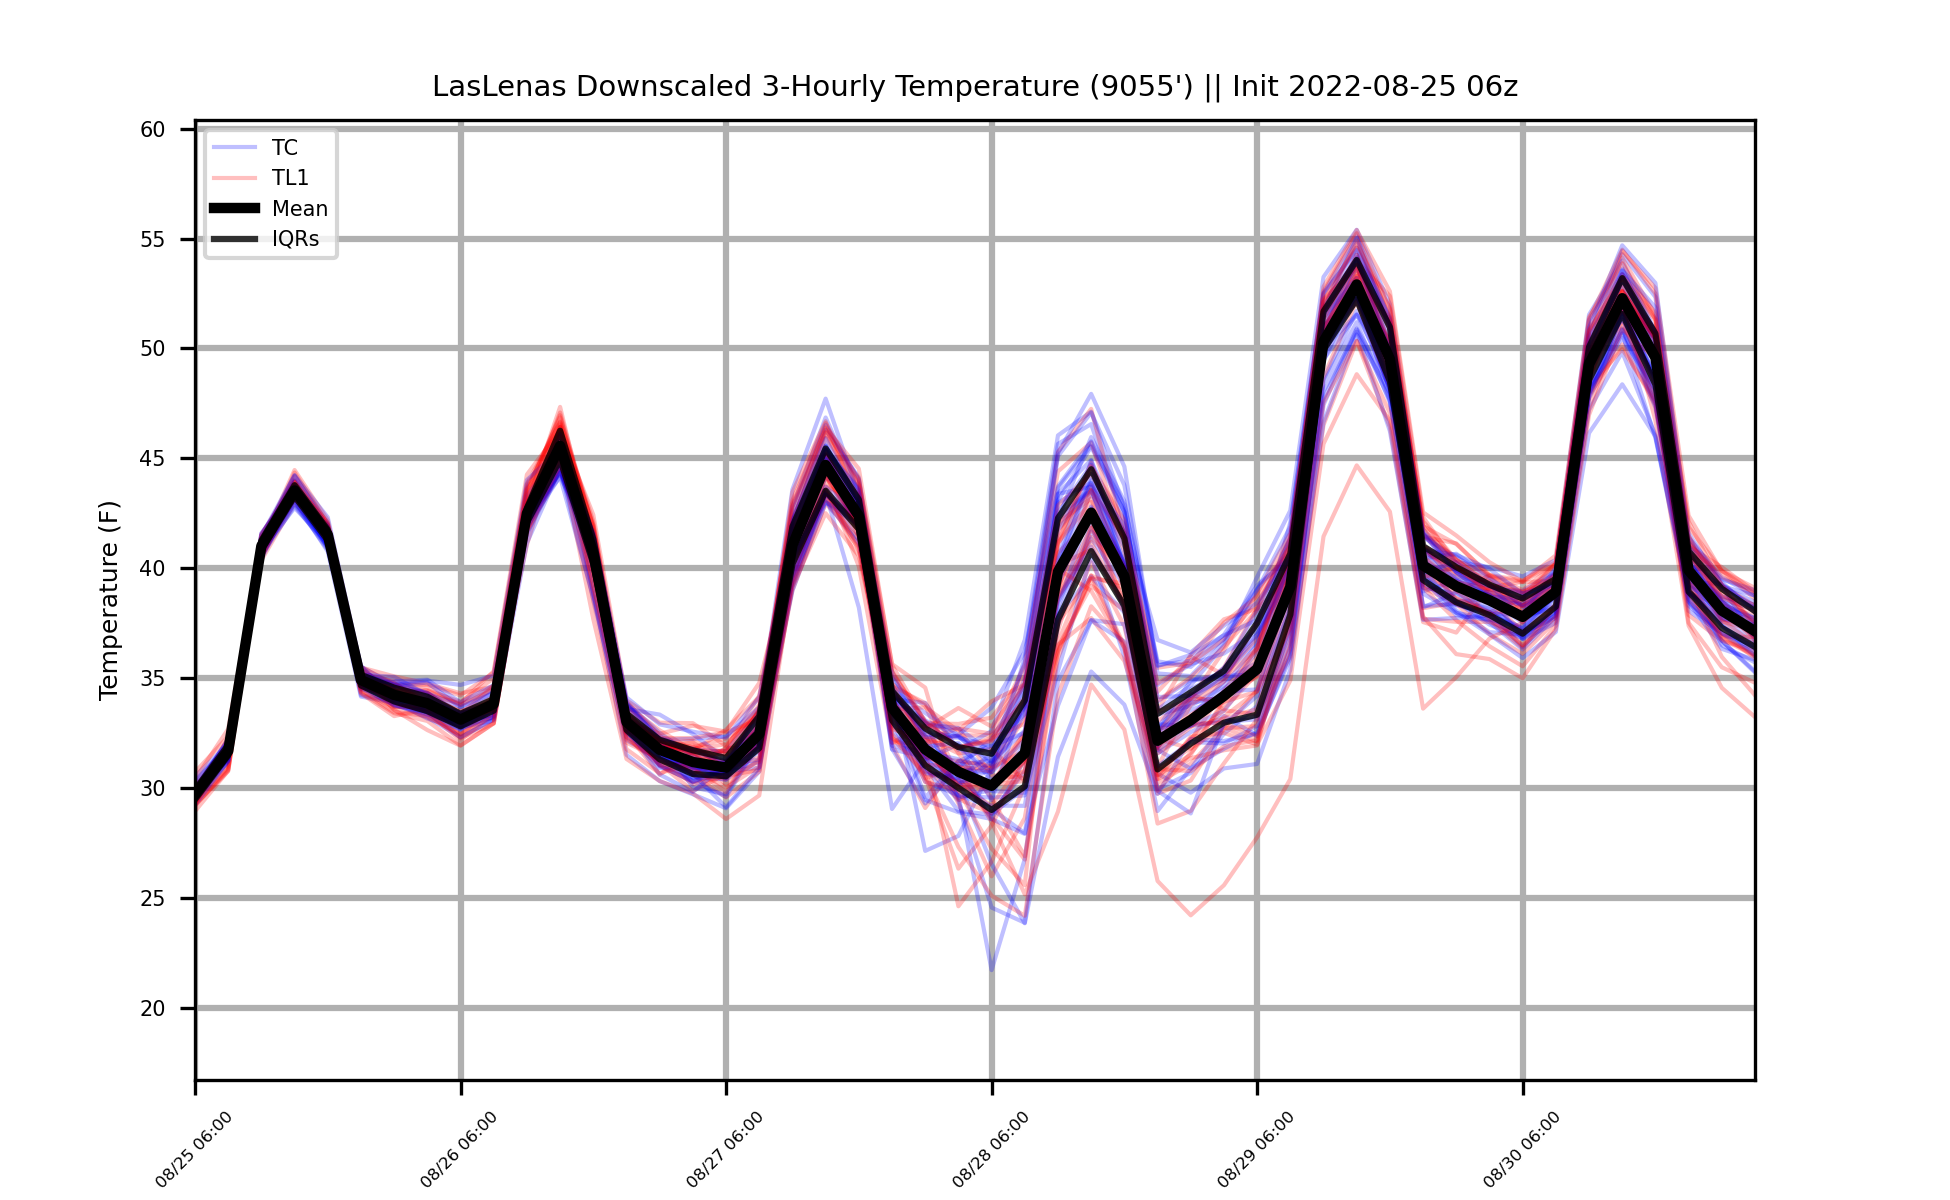 LasLenas Downscaled 3-Hourly Temperature (9055') || Init 2022-08-25 06z
TC
TL1
Mean
IQRs
Temperature (F)
60
55
50
45
40
35
30
25
20
08/25 06:00
08/26 06:00
08/27 06:00
08/28 06:00
08/29 06:00
08/30 06:00